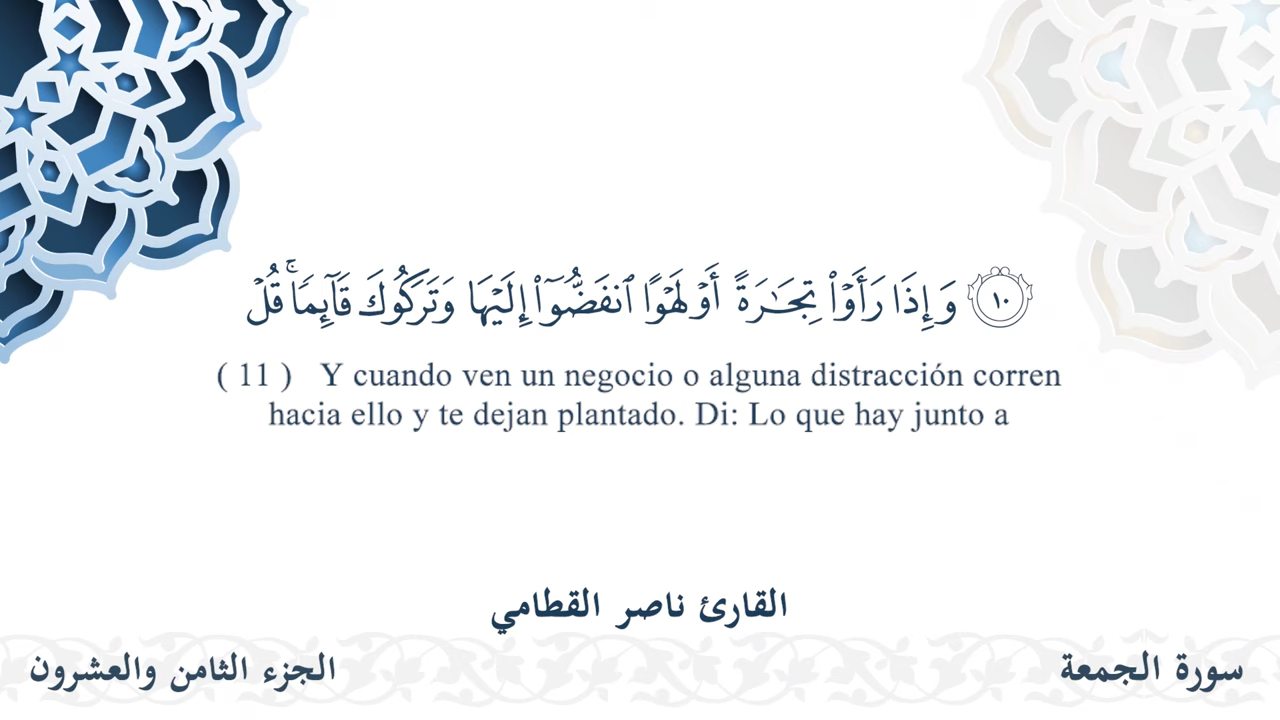 ۱۰ وَإِذَا رَأَوْا۟ تِجَـٰرَةً أَوْ لَهْوًا ٱنفَضُّوٓا۟ إِلَيْهَا وَتَرَكُوكَ قَآئِمًا ۚ قُلْ
( 11 ) Y cuando ven un negocio o alguna distracción corren
hacia ello y te dejan plantado. Di: Lo que hay junto a
القارئ ناصر القطامي
سورة الجمعة
الجزء الثامن والعشرون